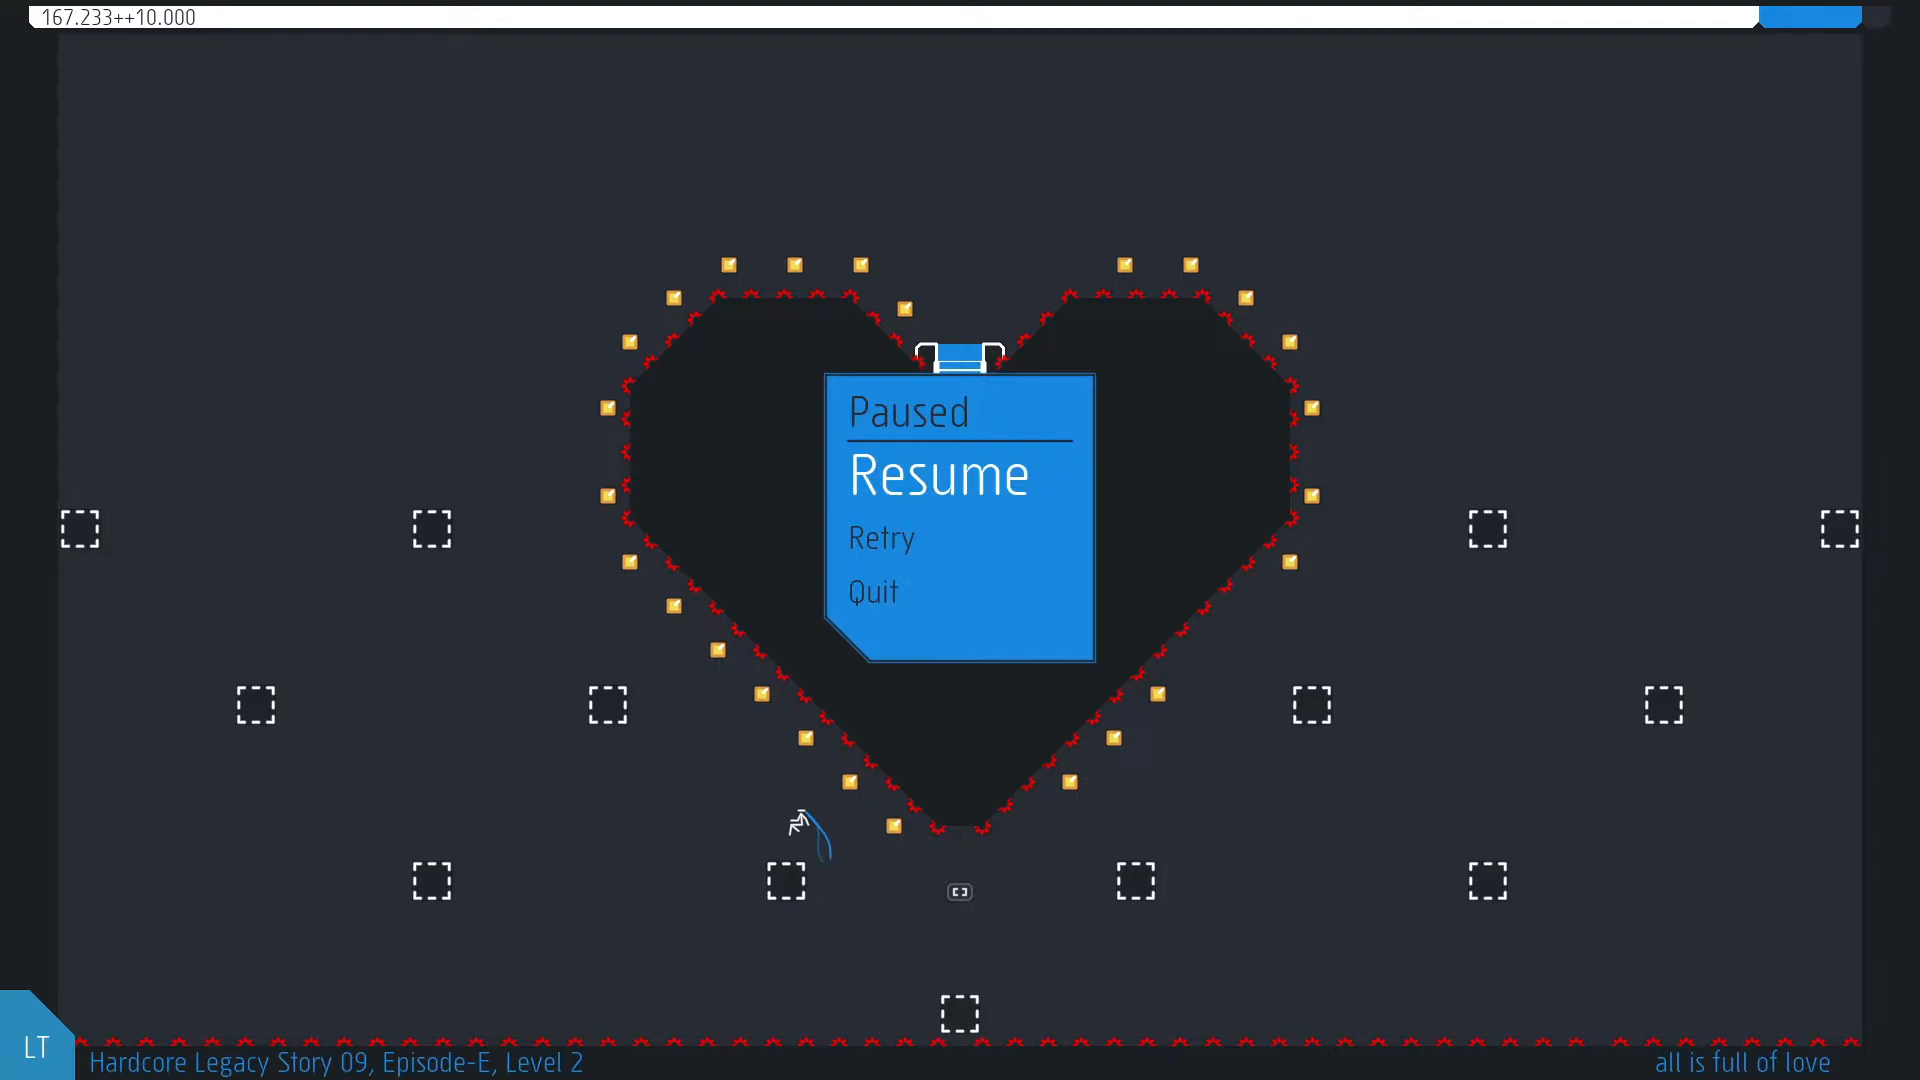 167.233++10.000
Paused
Resume
Retry
Quit
LT
Hardcore Legacy Story 09, Episode-E, Level 2
all is full of love